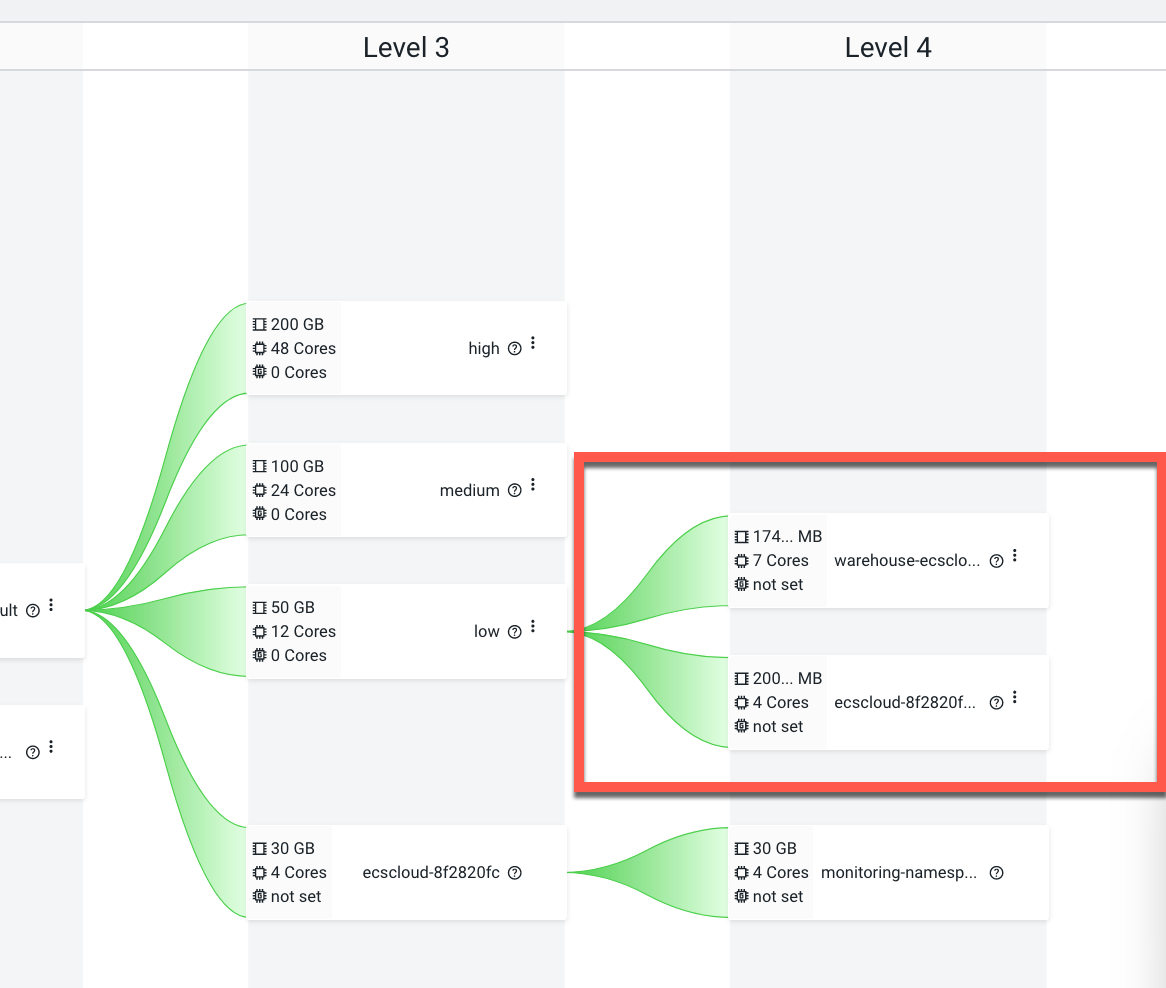 Level 3
Level 4
200 GB
48 Cores
0 Cores
high
100 GB
24 Cores
0 Cores
medium
174... MB
7 Cores
not set
warehouse-ecsclo...
ult
50 GB
12 Cores
0 Cores
low
200... MB
4 Cores
not set
ecscloud-8f2820f...
...
30 GB
4 Cores
not set
ecscloud-8f2820fc
30 GB
4 Cores
not set
monitoring-namesp...